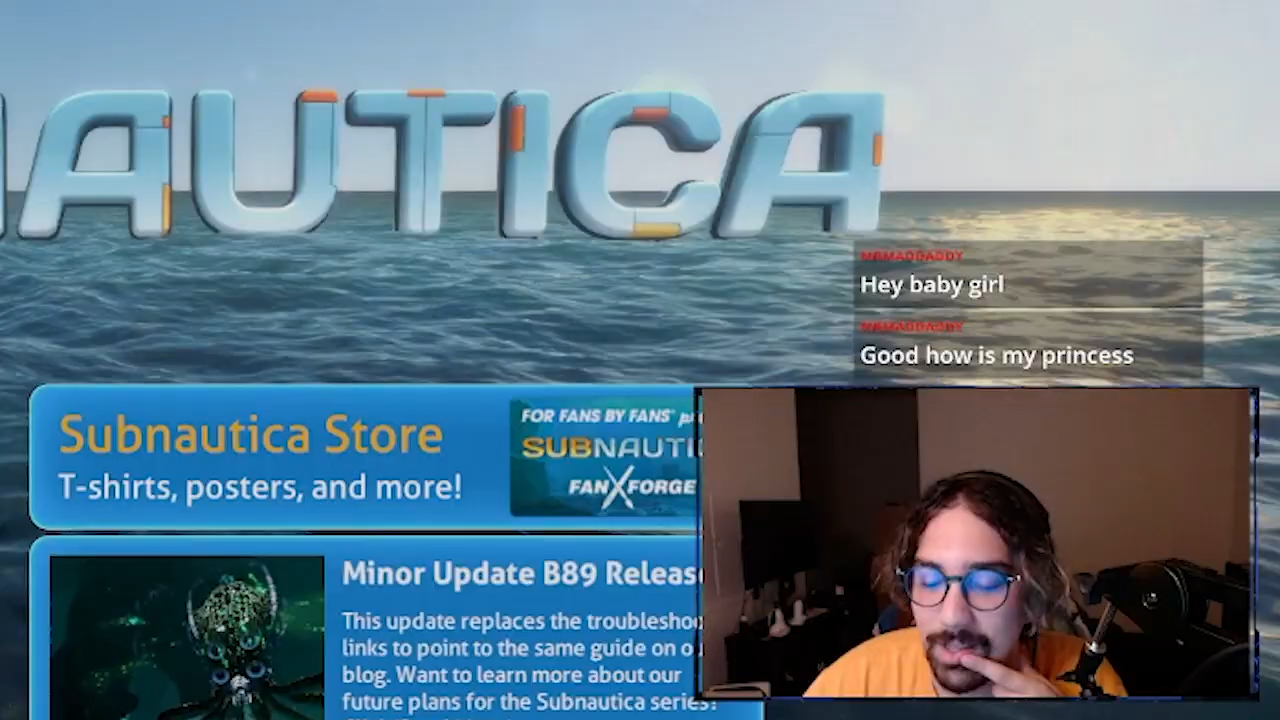 NAUTICA
Hey baby girl
Good how is my princess
Subnautica Store
T-shirts, posters, and more!
FOR FANS BY FANS
SUBNAUTI
FAN FORGE
Minor Update B89 Releas
This update replaces the troubleshoo
links to point to the same guide on o
blog. Want to learn more about our
future plans for the Subnautica series?